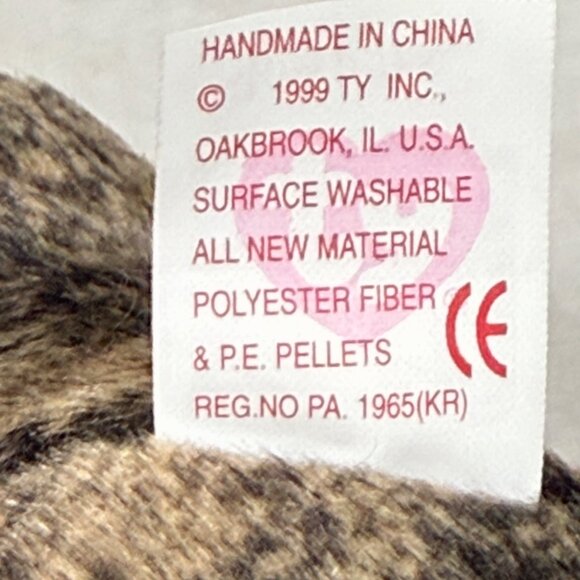 HANDMADE IN CHINA
© 1999 TY INC.,
OAKBROOK, IL. U.S.A.
SURFACE WASHABLE
ALL NEW MATERIAL
POLYESTER FIBER
& P.E. PELLETS CE
REG.NO PA. 1965(KR)